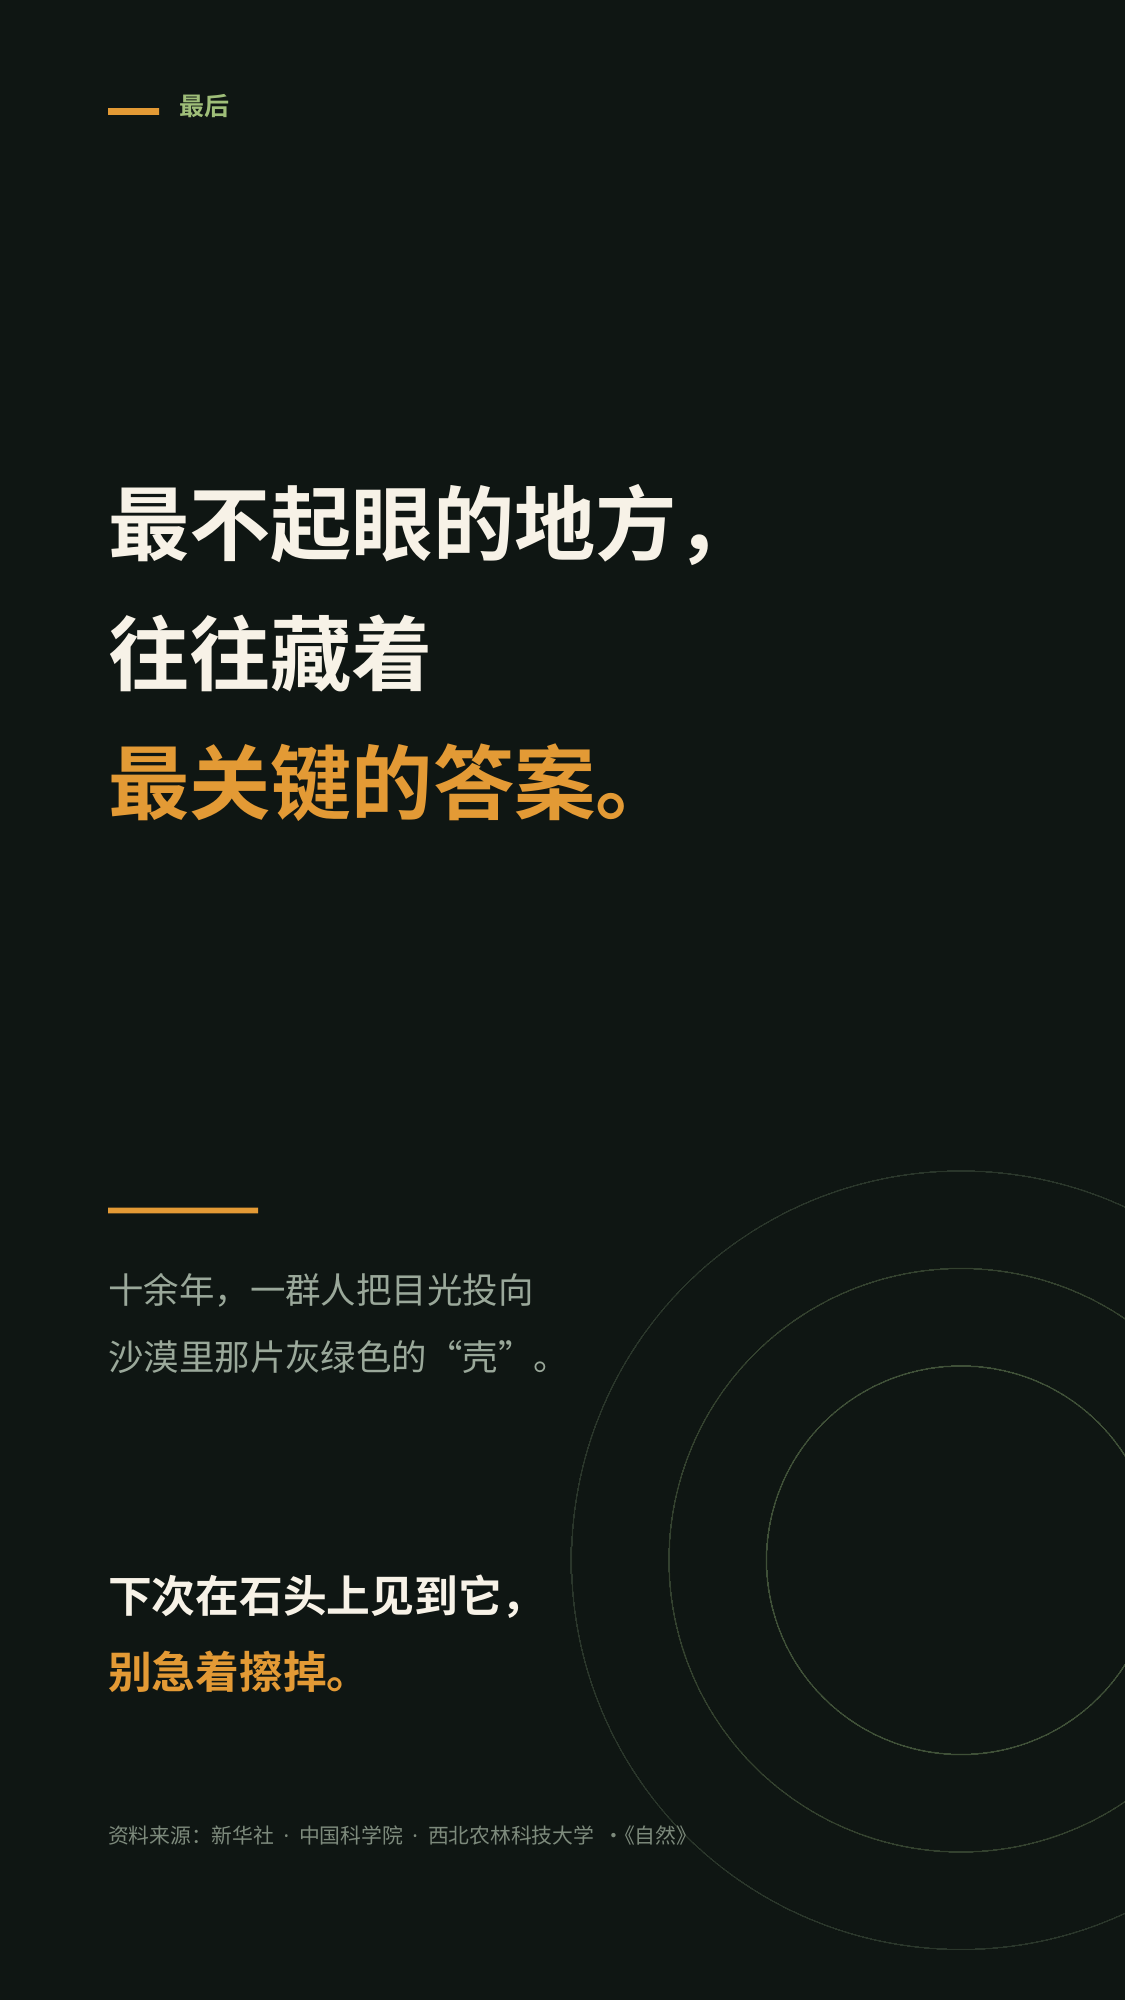 最后
最不起眼的地方，
往往藏着
最关键的答案。
十余年，一群人把目光投向
沙漠里那片灰绿色的“壳”。
下次在石头上见到它，
别急着擦掉。
资料来源：新华社 · 中国科学院 · 西北农林科技大学 ·《自然》